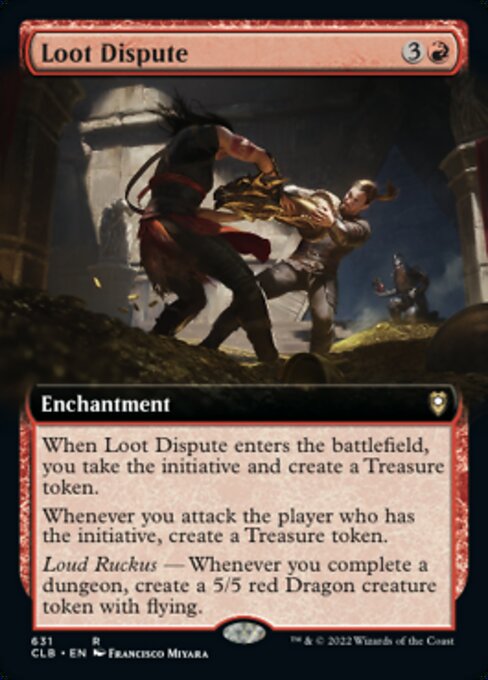 Loot Dispute 3
Enchantment
When Loot Dispute enters the battlefield,
you take the initiative and create a Treasure
token.
Whenever you attack the player who has
the initiative, create a Treasure token.
Loud Ruckus — Whenever you complete a
dungeon, create a 5/5 red Dragon creature
token with flying.
631 R
™ & © 2022 Wizards of the Coast
CLB • EN Francisco Miyara